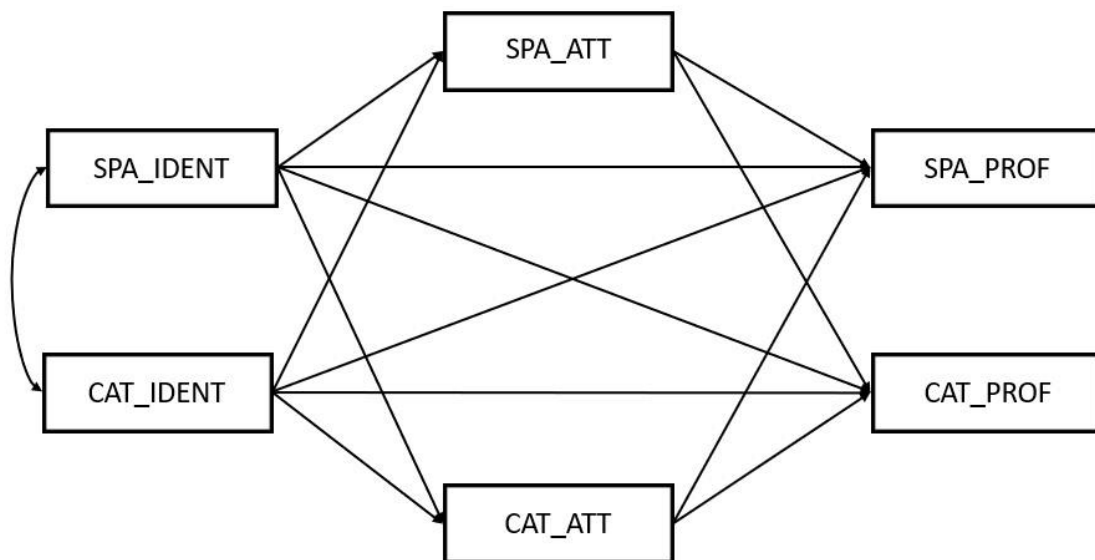 SPA_ATT
SPA_IDENT
SPA_PROF
CAT_IDENT
CAT_PROF
CAT_ATT